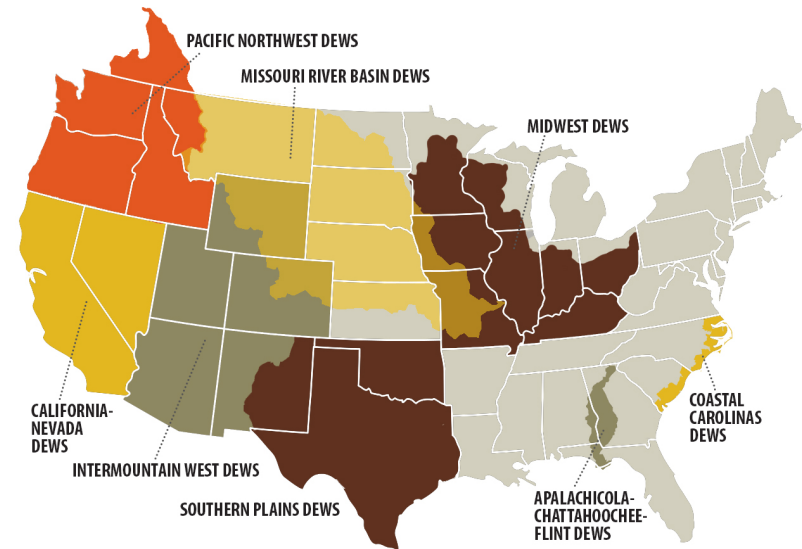 PACIFIC NORTHWEST DEWS
MISSOURI RIVER BASIN DEWS
MIDWEST DEWS
CALIFORNIA-
NEVADA
DEWS
INTERMOUNTAIN WEST DEWS
SOUTHERN PLAINS DEWS
COASTAL
CAROLINAS
DEWS
APALACHICOLA-
CHATTAHOOCHEE-
FLINT DEWS